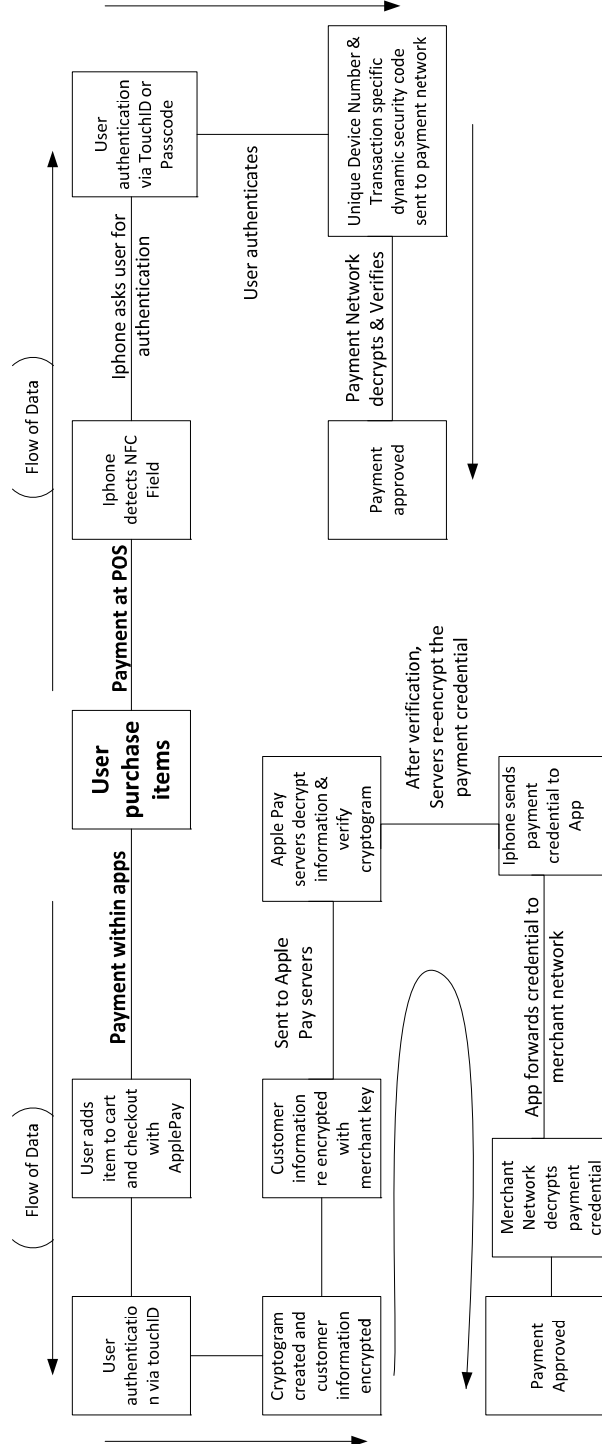 Flow of Data
Flow of Data
User
purchase
items
Payment within apps
User adds
item to cart
and checkout
with
ApplePay
User
authenticatio
n via touchID
Cryptogram
created and
customer
information
encrypted
Customer
information
re encrypted
with
merchant key
Sent to Apple
Pay servers
Apple Pay
servers decrypt
information &
verify
cryptogram
After verification,
Servers re-encrypt the
payment credential
Iphone sends
payment
credential to
App
App forwards credential to
merchant network
Merchant
Network
decrypts
payment
credential
Payment
Approved
Payment at POS
Iphone
detects NFC
Field
Iphone asks user for
authentication
User
authentication
via TouchID or
Passcode
User authenticates
Unique Device Number &
Transaction specific
dynamic security code
sent to payment network
Payment Network
decrypts & Verifies
Payment
approved